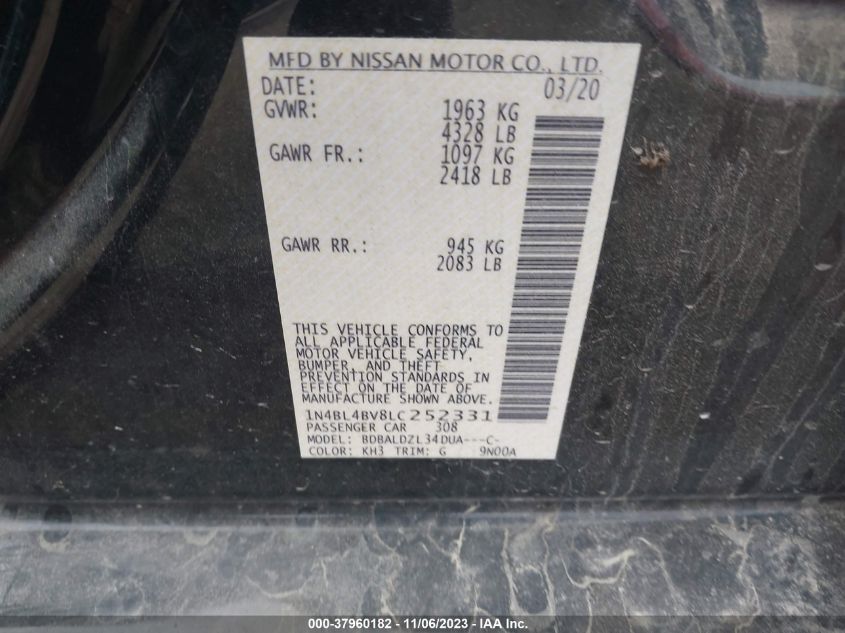 MFD BY NISSAN MOTOR CO., LTD.
DATE: 03/20
GVWR: 1963 KG
4328 LB
GAWR FR.: 1097 KG
2418 LB
GAWR RR.: 945 KG
2083 LB
THIS VEHICLE CONFORMS TO
ALL APPLICABLE FEDERAL
MOTOR VEHICLE SAFETY,
BUMPER, AND THEFT
PREVENTION STANDARDS IN
EFFECT ON THE DATE OF
MANUFACTURE SHOWN ABOVE.
1N4BL4BV8LC252331
PASSENGER CAR 308
MODEL: BDBALDZL34DUA---C-
COLOR: KH3 TRIM: G 9N00A
000-37960182 - 11/06/2023 - IAA Inc.